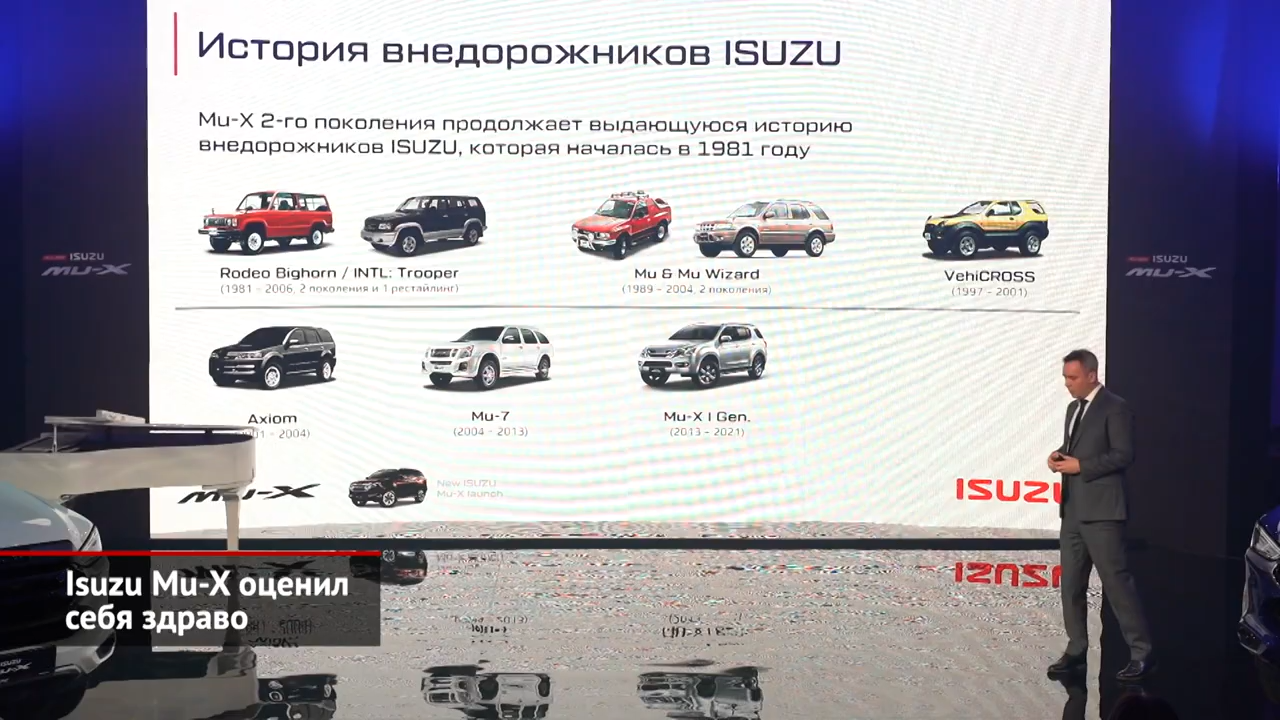 История внедорожников ISUZU
Mu-X 2-го поколения продолжает выдающуюся историю
внедорожников ISUZU, которая началась в 1981 году
Rodeo Bighorn / INTL: Trooper
(1981 - 2006, 2 поколения и 1 рестайлинг)
Mu & Mu Wizard
(1989 - 2004, 2 поколения)
VehiCROSS
(1997 - 2001)
ISUZU
MU-X
ISUZU
MU-X
Axiom
01 - 2004)
Mu-7
(2004 - 2013)
Mu-X I Gen.
(2013 - 2021)
MU-X
New ISUZU
Mu-X launch
ISUZU
Isuzu Mu-X оценил
себя здраво
ISUZU
MU-X